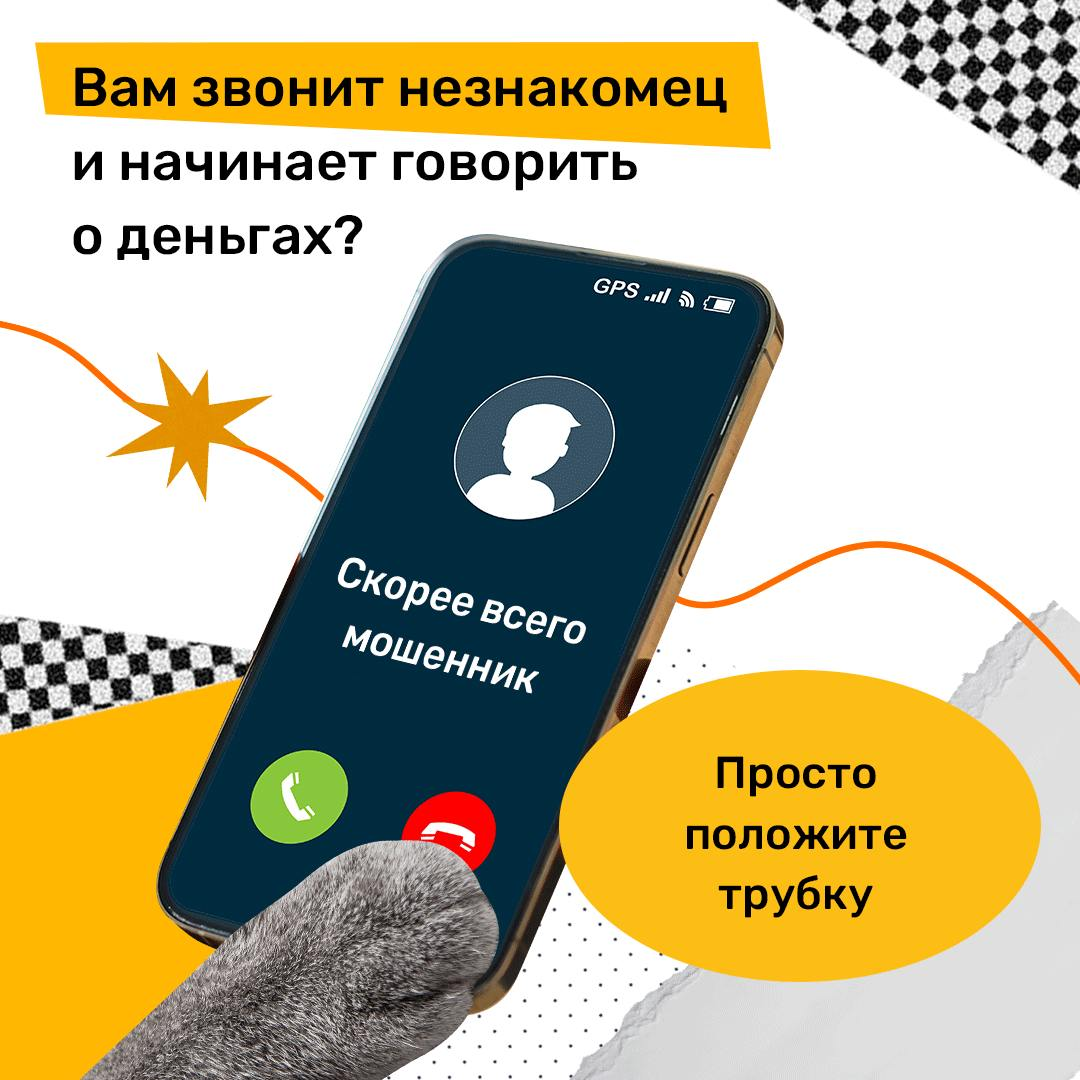 Вам звонит незнакомец
и начинает говорить
о деньгах?
GPS
Скорее всего
мошенник
Просто
положите
трубку